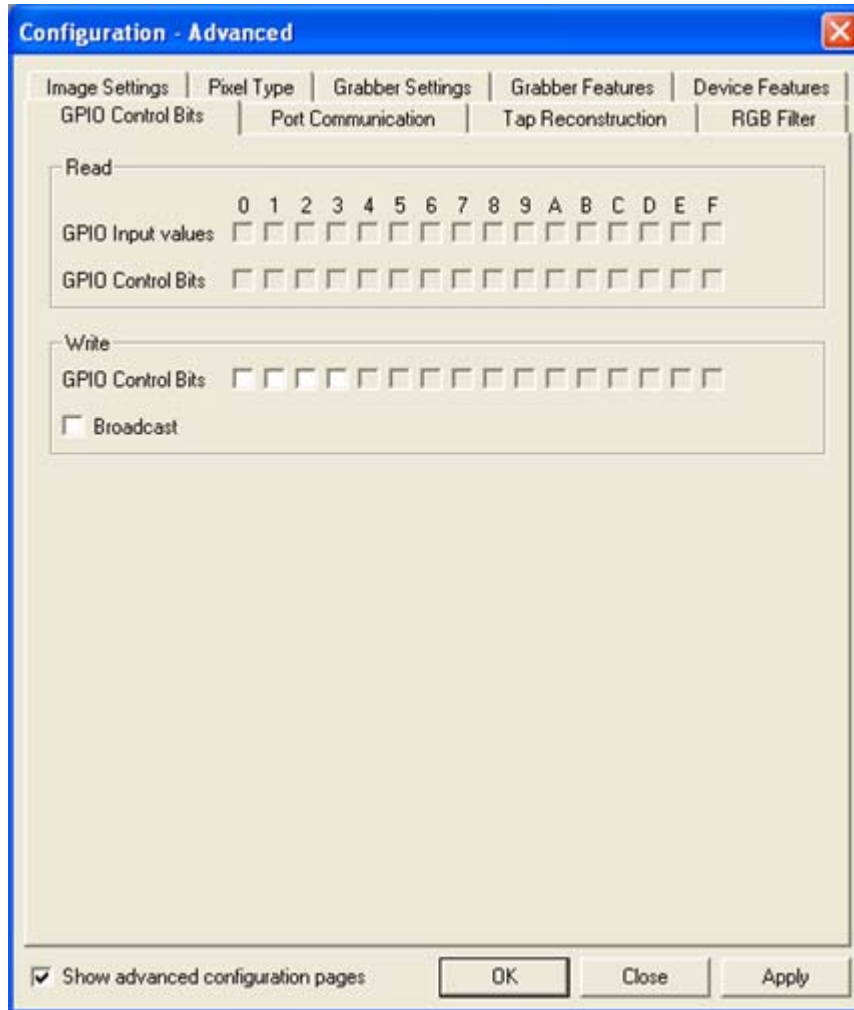 Configuration - Advanced
Image Settings Pixel Type Grabber Settings Grabber Features Device Features
GPIO Control Bits Port Communication Tap Reconstruction RGB Filter
Read
0 1 2 3 4 5 6 7 8 9 A B C D E F
GPIO Input values
GPIO Control Bits
Write
GPIO Control Bits
Broadcast
Show advanced configuration pages OK Close Apply